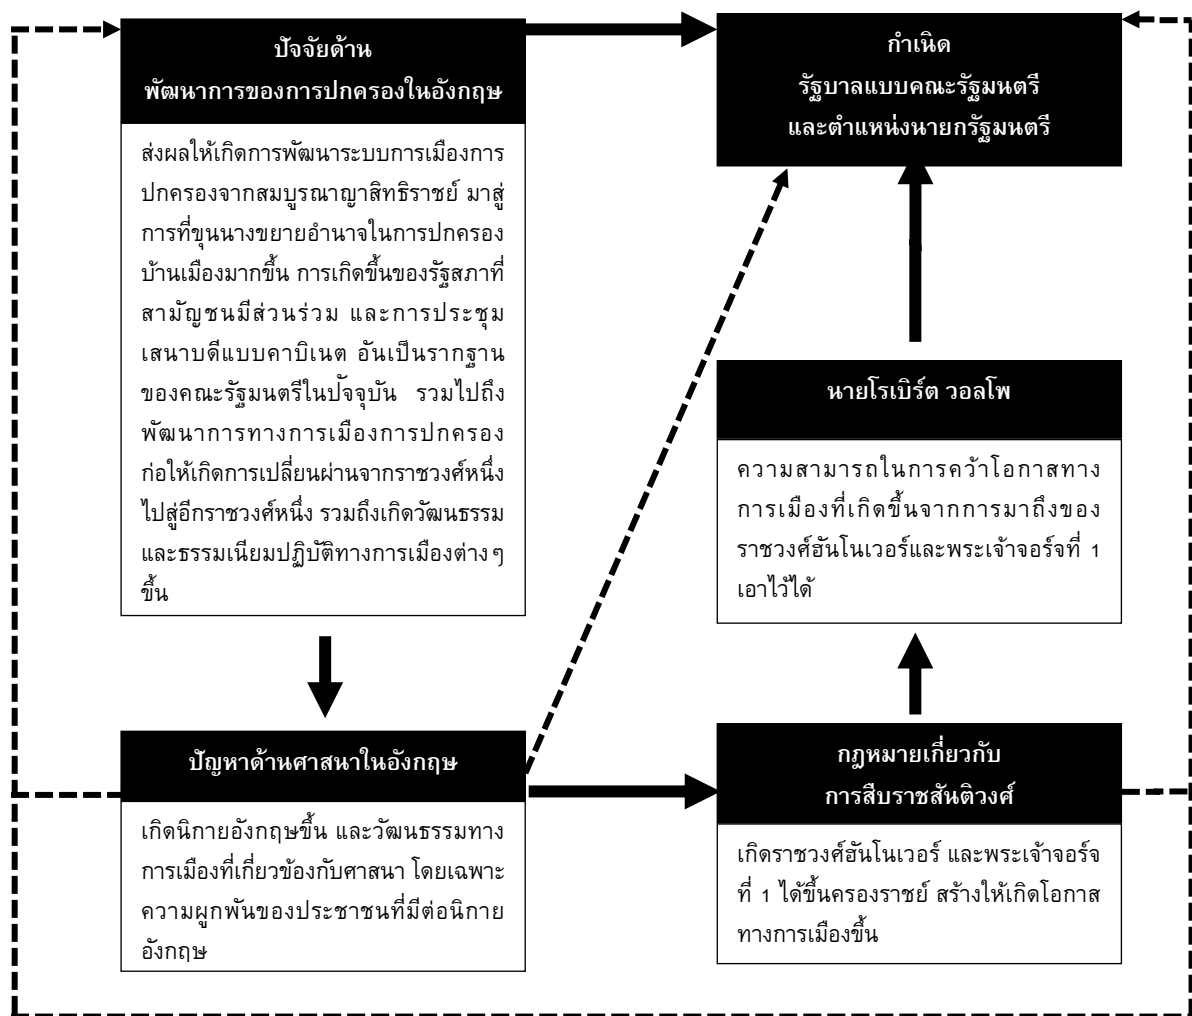 ปัจจัยด้าน
พัฒนาการของการปกครองในอังกฤษ
ส่งผลให้เกิดการพัฒนาระบบการเมืองการ
ปกครองจากสมบูรณาญาสิทธิราชย์ มาสู่
การที่ขุนนางขยายอำนาจในการปกครอง
บ้านเมืองมากขึ้น การเกิดขึ้นของรัฐสภาที่
สามัญชนมีส่วนร่วม และการประชุม
เสนาบดีแบบคาบิเนต อันเป็นรากฐาน
ของคณะรัฐมนตรีในปัจจุบัน รวมไปถึง
พัฒนาการทางการเมืองการปกครอง
ก่อให้เกิดการเปลี่ยนผ่านจากราชวงศ์หนึ่ง
ไปสู่อีกราชวงศ์หนึ่ง รวมถึงเกิดวัฒนธรรม
และธรรมเนียมปฏิบัติทางการเมืองต่างๆ
ขึ้น
ปัญหาด้านศาสนาในอังกฤษ
เกิดนิกายอังกฤษขึ้น และวัฒนธรรมทาง
การเมืองที่เกี่ยวข้องกับศาสนา โดยเฉพาะ
ความผูกพันของประชาชนที่มีต่อนิกาย
อังกฤษ
กำเนิด
รัฐบาลแบบคณะรัฐมนตรี
และตำแหน่งนายกรัฐมนตรี
นายโรเบิร์ต วอลโพ
ความสามารถในการคว้าโอกาสทาง
การเมืองที่เกิดขึ้นจากการมาถึงของ
ราชวงศ์ฮันโนเวอร์และพระเจ้าจอร์จที่ 1
เอาไว้ได้
กฎหมายเกี่ยวกับ
การสืบราชสันติวงศ์
เกิดราชวงศ์ฮันโนเวอร์ และพระเจ้าจอร์จ
ที่ 1 ได้ขึ้นครองราชย์ สร้างให้เกิดโอกาส
ทางการเมืองขึ้น